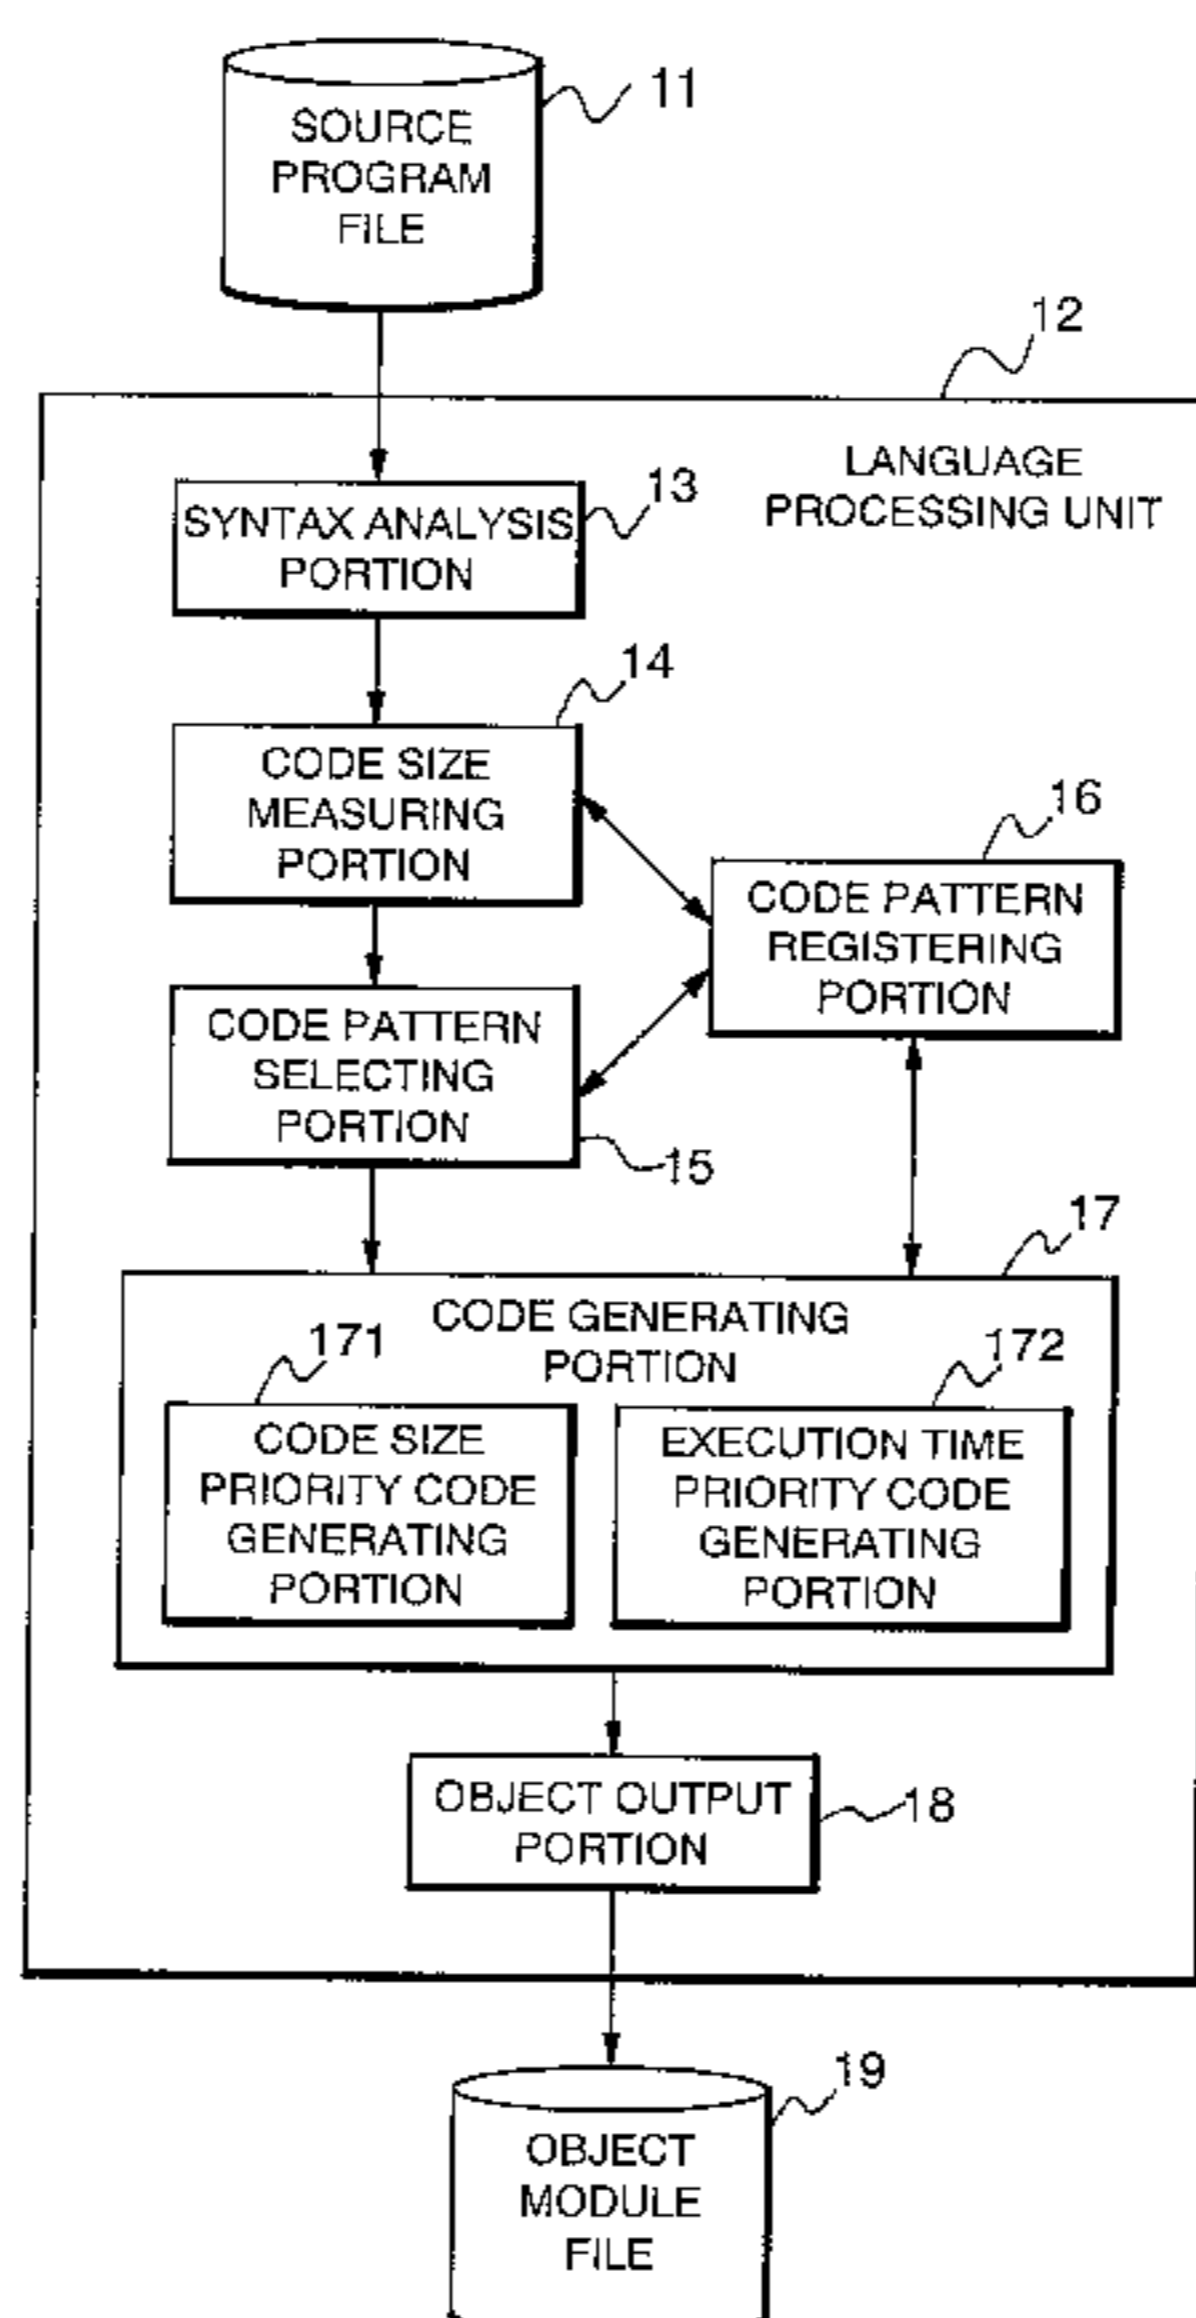 11
SOURCE
PROGRAM
FILE
12
LANGUAGE
PROCESSING UNIT
13
SYNTAX ANALYSIS
PORTION
14
CODE SIZE
MEASURING
PORTION
16
CODE PATTERN
REGISTERING
PORTION
CODE PATTERN
SELECTING
PORTION
15
17
CODE GENERATING
PORTION
171
172
CODE SIZE
PRIORITY CODE
GENERATING
PORTION
EXECUTION TIME
PRIORITY CODE
GENERATING
PORTION
OBJECT OUTPUT
PORTION
18
19
OBJECT
MODULE
FILE